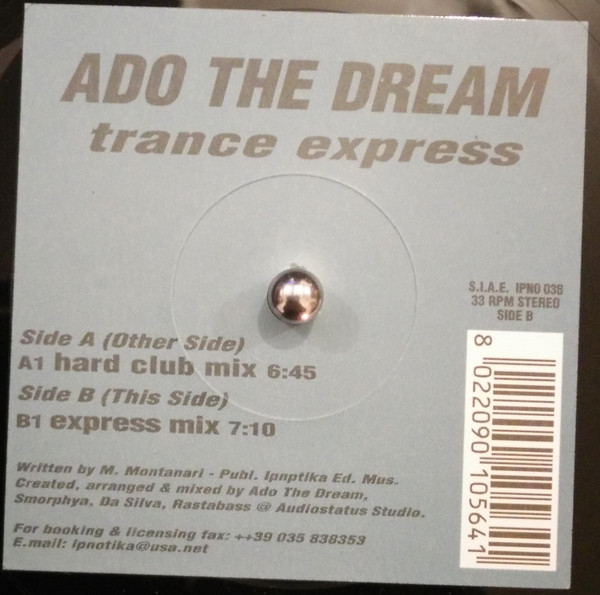 ADO THE DREAM
trance express
S.I.A.E. IPNO 038
33 RPM STEREO
SIDE B
Side A (Other Side)
A1 hard club mix 6:45
Side B (This Side)
B1 express mix 7:10
Written by M. Montanari - Publ. Ipnptika Ed. Mus.
Created, arranged & mixed by Ado The Dream,
Smorphya, Da Silva, Rastabass @ Audiostatus Studio.
For booking & licensing fax: ++39 035 838353
E.mail: ipnotika@usa.net
8 022090 105641